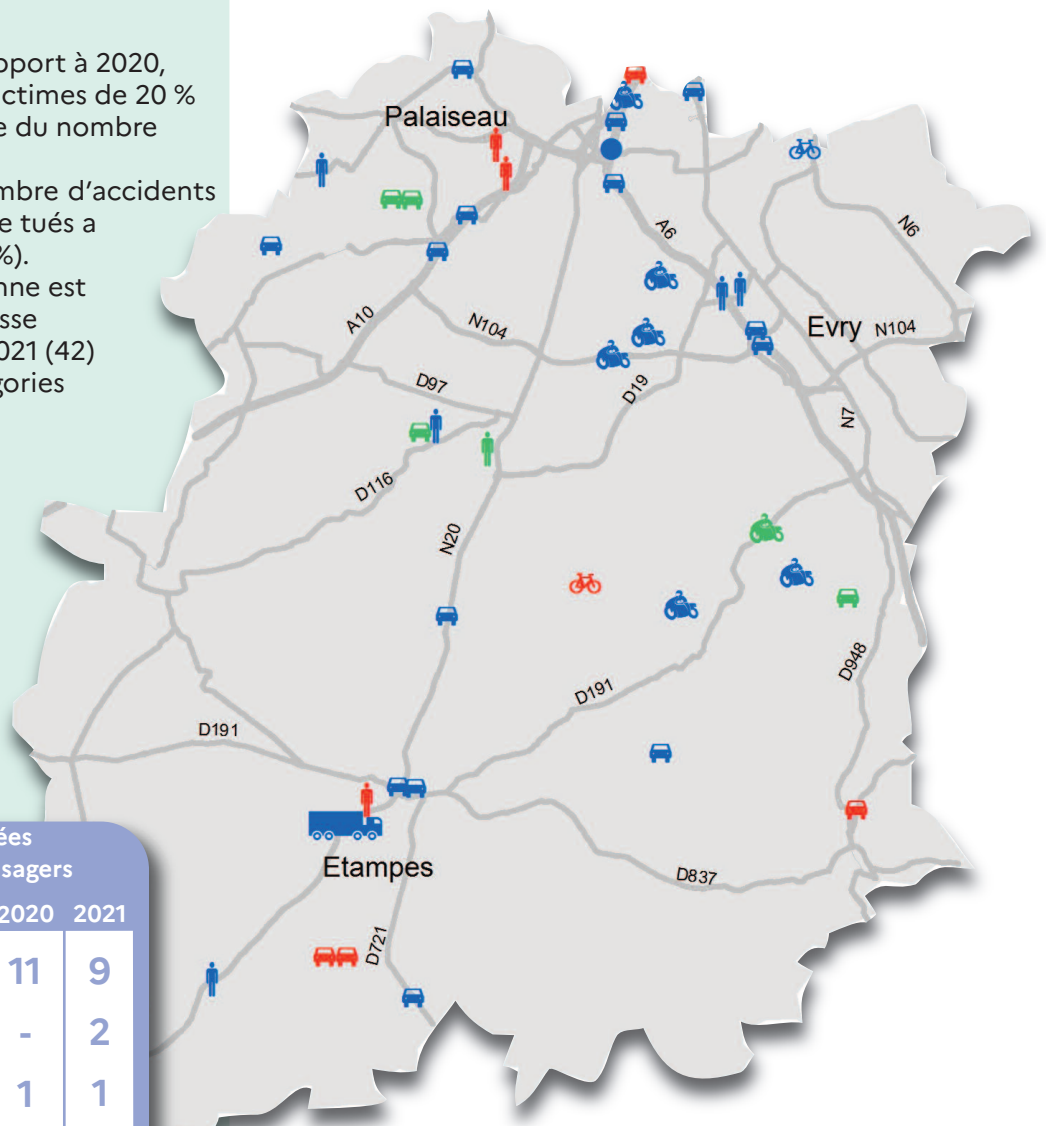 pport à 2020,
ictimes de 20 %
e du nombre
mbre d'accidents
e tués a
%).
nne est
sse
021 (42)
gories
Palaiseau
A6
N6
A10
N104
Evry
N104
D97
D19
N7
D116
N20
D948
D191
D191
Etampes
D837
D721
ées
sagers
2020 2021
11 9
- 2
1 1